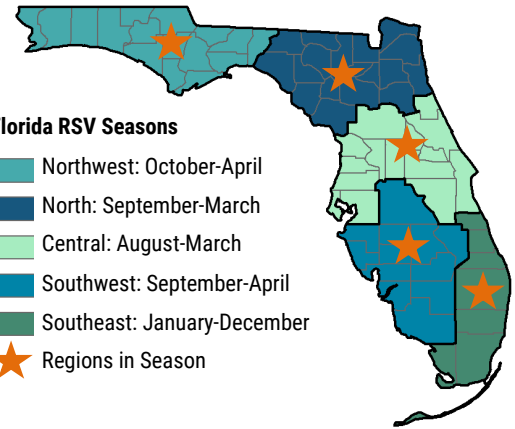 lorida RSV Seasons
Northwest: October-April
North: September-March
Central: August-March
Southwest: September-April
Southeast: January-December
Regions in Season